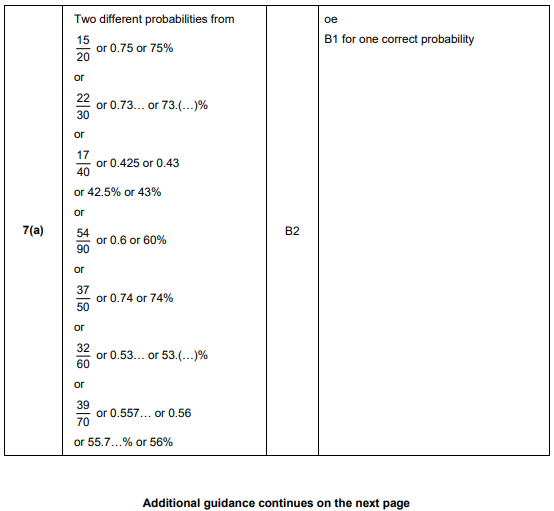 Two different probabilities from
15
20 or 0.75 or 75%
or
22
30 or 0.73… or 73.(…)%
or
17
40 or 0.425 or 0.43
or 42.5% or 43%
or
54
90 or 0.6 or 60%
or
37
50 or 0.74 or 74%
or
32
60 or 0.53… or 53.(…)%
or
39
70 or 0.557… or 0.56
or 55.7…% or 56%
7(a)
B2
oe
B1 for one correct probability
Additional guidance continues on the next page